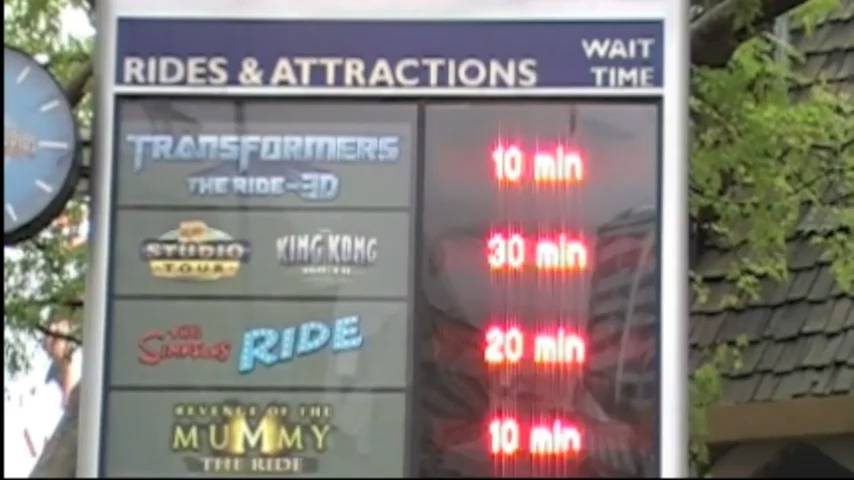 RIDES & ATTRACTIONS
WAIT
TIME
TRANSFORMERS
THE RIDE-3D
10 min
STUDIO
TOUR
KING KONG
30 min
THE
SIMPSONS
RIDE
20 min
REVENGE OF THE
MUMMY
THE RIDE
10 min